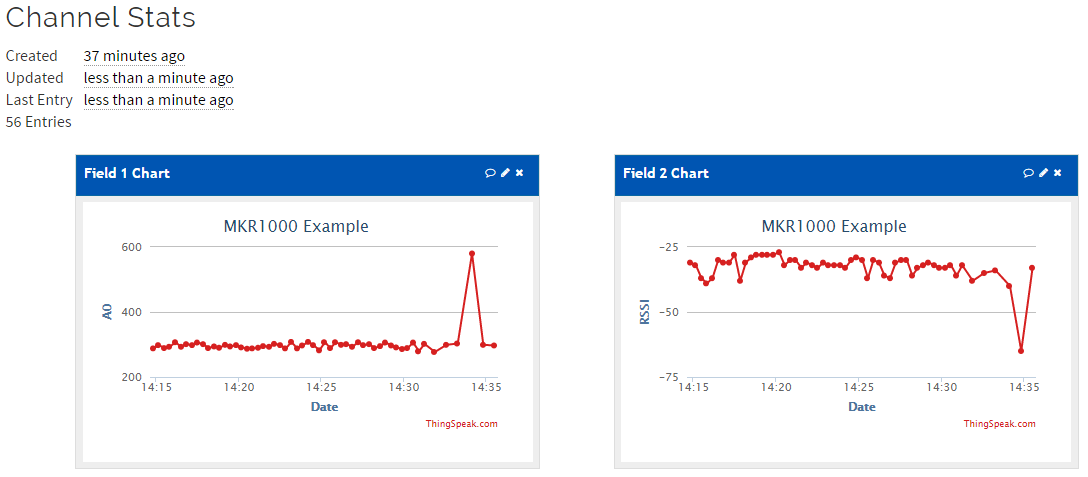 Channel Stats
Created 37 minutes ago
Updated less than a minute ago
Last Entry less than a minute ago
56 Entries
Field 1 Chart
MKR1000 Example
600
400
200
A0
14:15 14:20 14:25 14:30 14:35
Date
ThingSpeak.com
Field 2 Chart
MKR1000 Example
−25
−50
−75
RSSI
14:15 14:20 14:25 14:30 14:35
Date
ThingSpeak.com